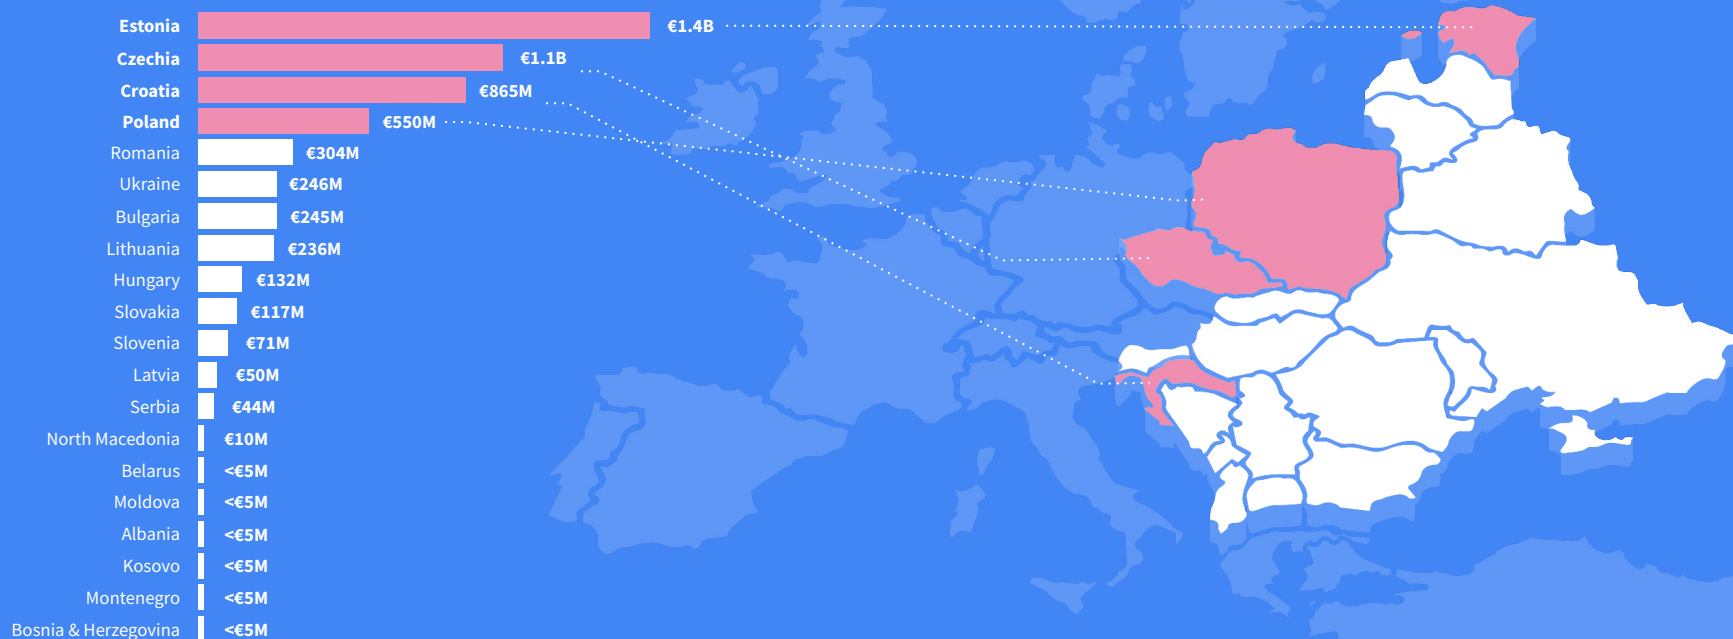 Estonia €1.4B
Czechia €1.1B
Croatia €865M
Poland €550M
Romania €304M
Ukraine €246M
Bulgaria €245M
Lithuania €236M
Hungary €132M
Slovakia €117M
Slovenia €71M
Latvia €50M
Serbia €44M
North Macedonia €10M
Belarus <€5M
Moldova <€5M
Albania <€5M
Kosovo <€5M
Montenegro <€5M
Bosnia & Herzegovina <€5M